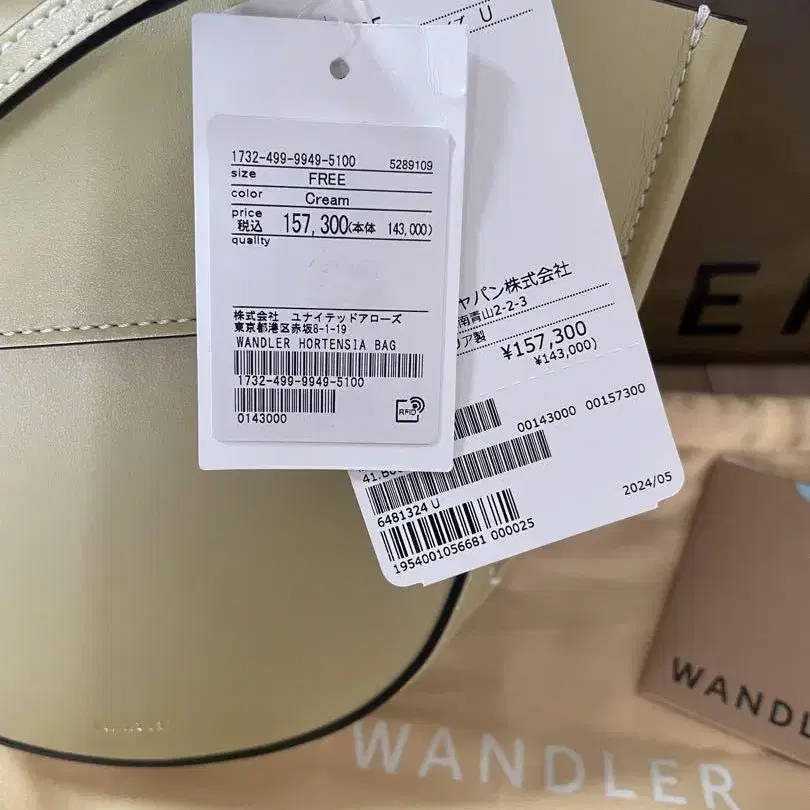 1732-499-9949-5100 5289109
size FREE
color Cream
price
税込 157,300(本体 143,000)
quality
株式会社 ユナイテッドアローズ
東京都港区赤坂8-1-19
WANDLER HORTENSIA BAG
1732-499-9949-5100
0143000
RFID
U
ャパン株式会社
南青山2-2-3
リア製
¥157,300
¥143,000)
00143000 00157300
6481324 U
2024/05
1954001056681 000025
WANDL
WANDLER